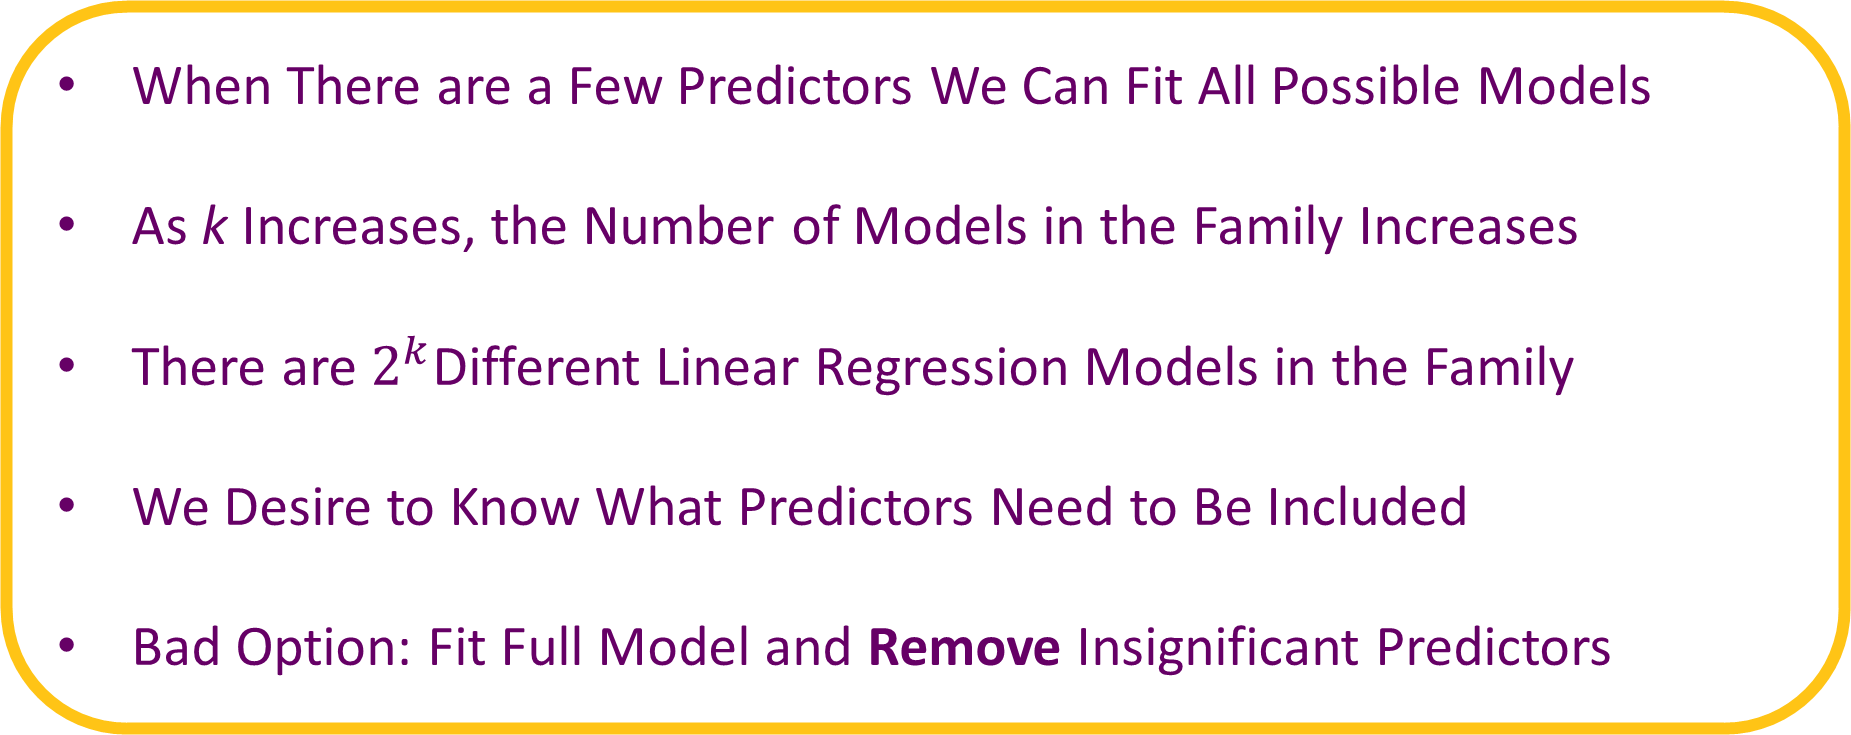 • When There are a Few Predictors We Can Fit All Possible Models
• As k Increases, the Number of Models in the Family Increases
• There are 2^k Different Linear Regression Models in the Family
• We Desire to Know What Predictors Need to Be Included
• Bad Option: Fit Full Model and Remove Insignificant Predictors